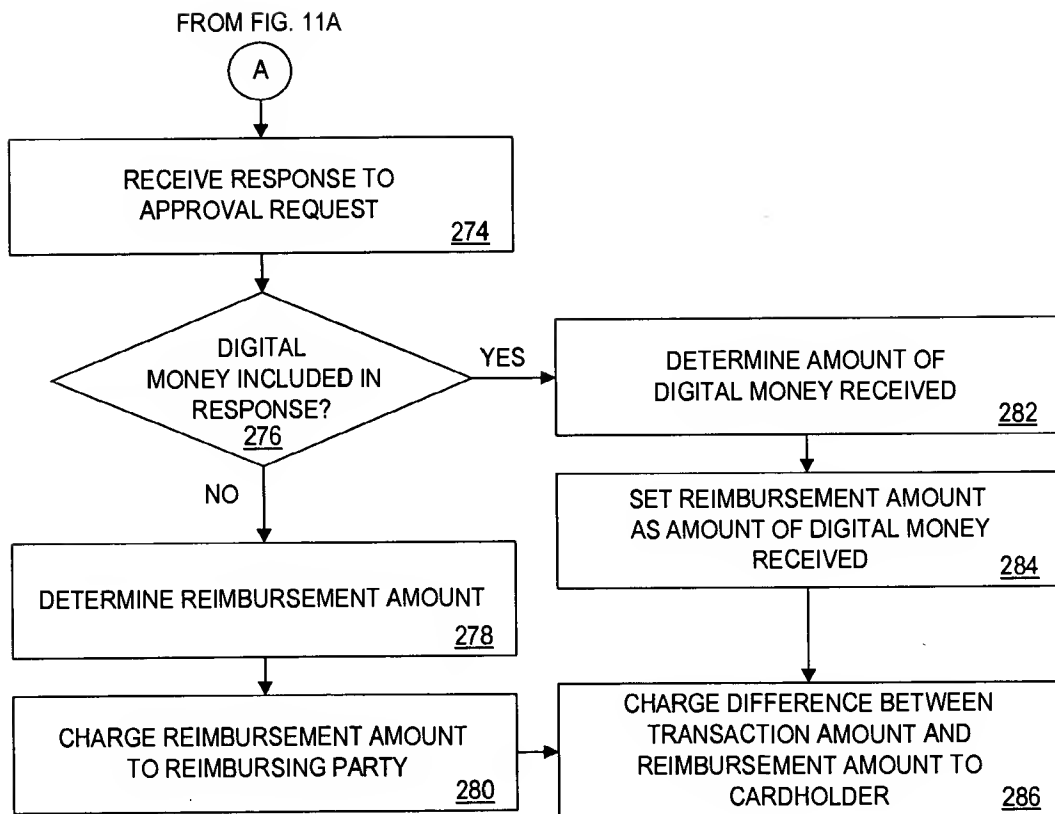 FROM FIG. 11A
A
RECEIVE RESPONSE TO
APPROVAL REQUEST
274
DIGITAL
MONEY INCLUDED IN
RESPONSE?
276
YES
NO
DETERMINE AMOUNT OF
DIGITAL MONEY RECEIVED
282
SET REIMBURSEMENT AMOUNT
AS AMOUNT OF DIGITAL MONEY
RECEIVED
284
DETERMINE REIMBURSEMENT AMOUNT
278
CHARGE REIMBURSEMENT AMOUNT
TO REIMBURSING PARTY
280
CHARGE DIFFERENCE BETWEEN
TRANSACTION AMOUNT AND
REIMBURSEMENT AMOUNT TO
CARDHOLDER
286